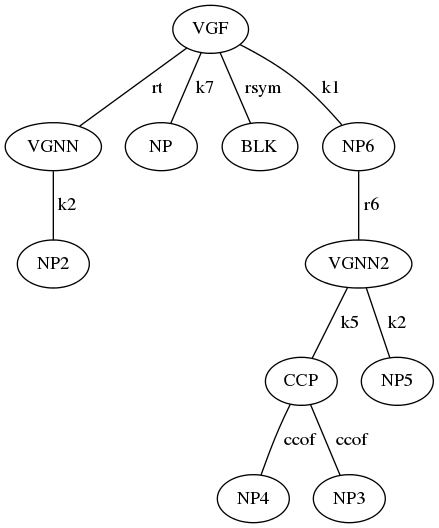 VGF
rt k7 rsym k1
VGNN NP BLK NP6
k2 r6
NP2 VGNN2
k5 k2
CCP NP5
ccof ccof
NP4 NP3